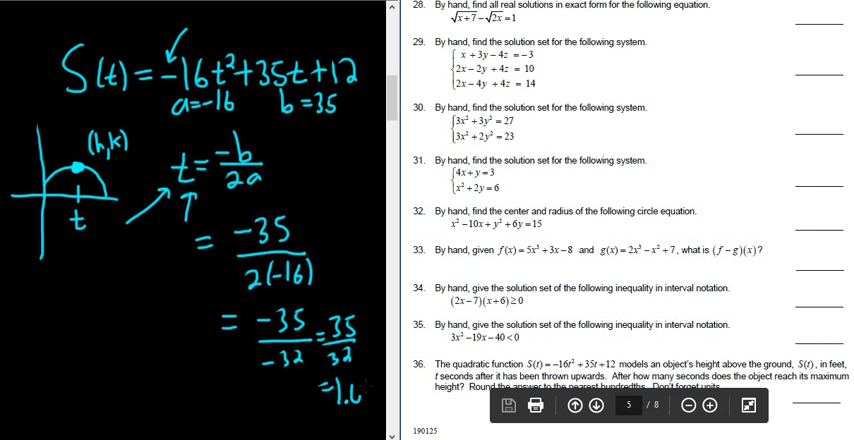 S(t) = -16t²+35t+12
a=-16 b=35
(h,k)
t = -b/2a
t
= -35/2(-16)
= -35/-32 = 35/32
=1.0
28. By hand, find all real solutions in exact form for the following equation.
√x+7 − √2x = 1
29. By hand, find the solution set for the following system.
x + 3y − 4z = −3
2x − 2y + 4z = 10
2x − 4y + 4z = 14
30. By hand, find the solution set for the following system.
3x² + 3y² = 27
3x² + 2y² = 23
31. By hand, find the solution set for the following system.
4x + y = 3
x² + 2y = 6
32. By hand, find the center and radius of the following circle equation.
x² − 10x + y² + 6y = 15
33. By hand, given f(x) = 5x³ + 3x − 8 and g(x) = 2x³ − x² + 7, what is (f − g)(x)?
34. By hand, give the solution set of the following inequality in interval notation.
(2x − 7)(x + 6) ≥ 0
35. By hand, give the solution set of the following inequality in interval notation.
3x² − 19x − 40 < 0
36. The quadratic function S(t) = −16t² + 35t + 12 models an object's height above the ground, S(t), in feet,
t seconds after it has been thrown upwards. After how many seconds does the object reach its maximum
height? Round the answer to the nearest hundredths. Don't forget units.
5 / 8
190125